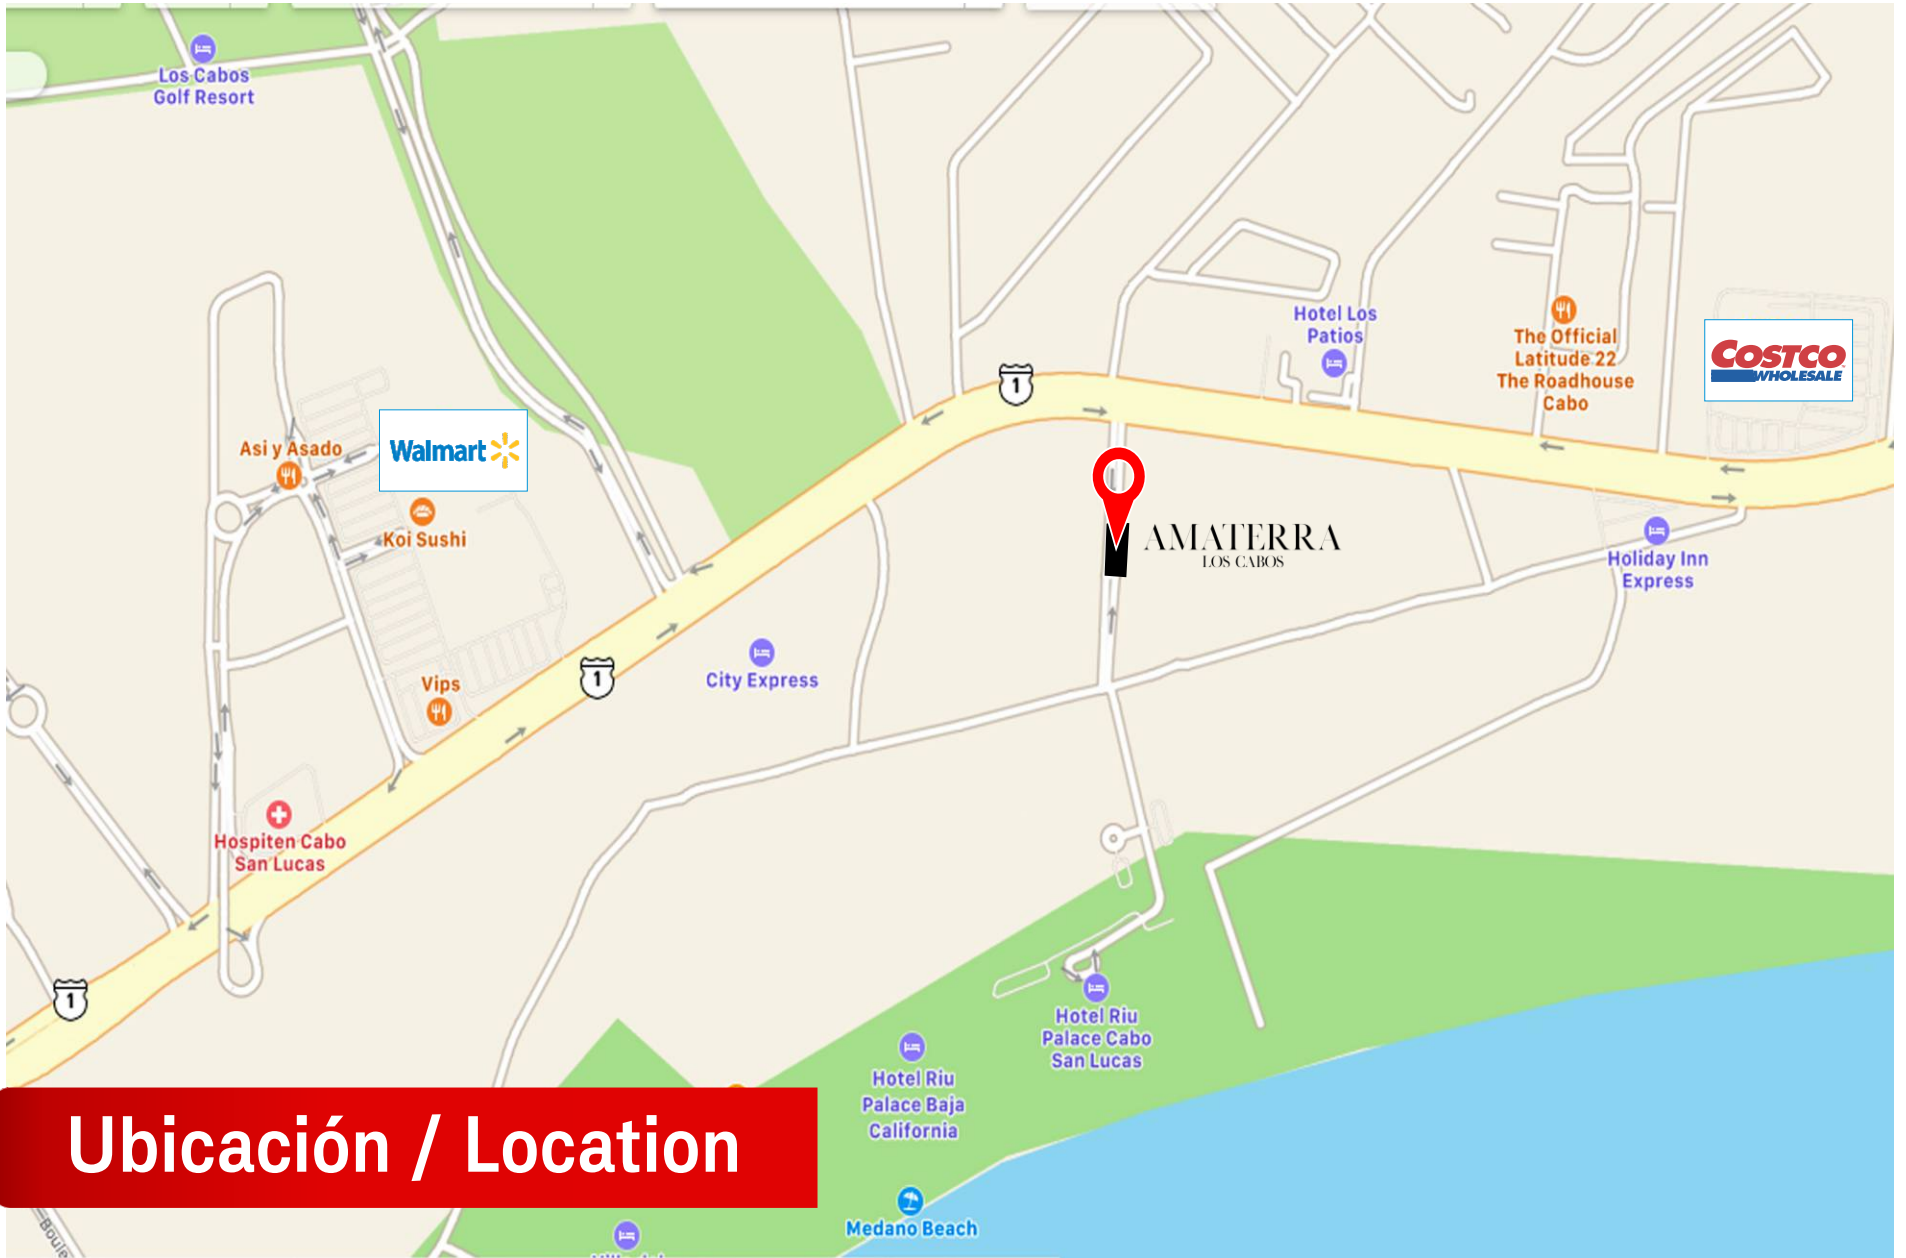 Los Cabos
Golf Resort
1
Hotel Los
Patios
The Official
Latitude 22
The Roadhouse
Cabo
COSTCO
WHOLESALE
Asi y Asado
Walmart
Koi Sushi
AMATERRA
LOS CABOS
Holiday Inn
Express
1
City Express
Vips
Hospiten Cabo
San Lucas
1
Hotel Riu
Palace Cabo
San Lucas
Hotel Riu
Palace Baja
California
Ubicación / Location
Medano Beach
Boule